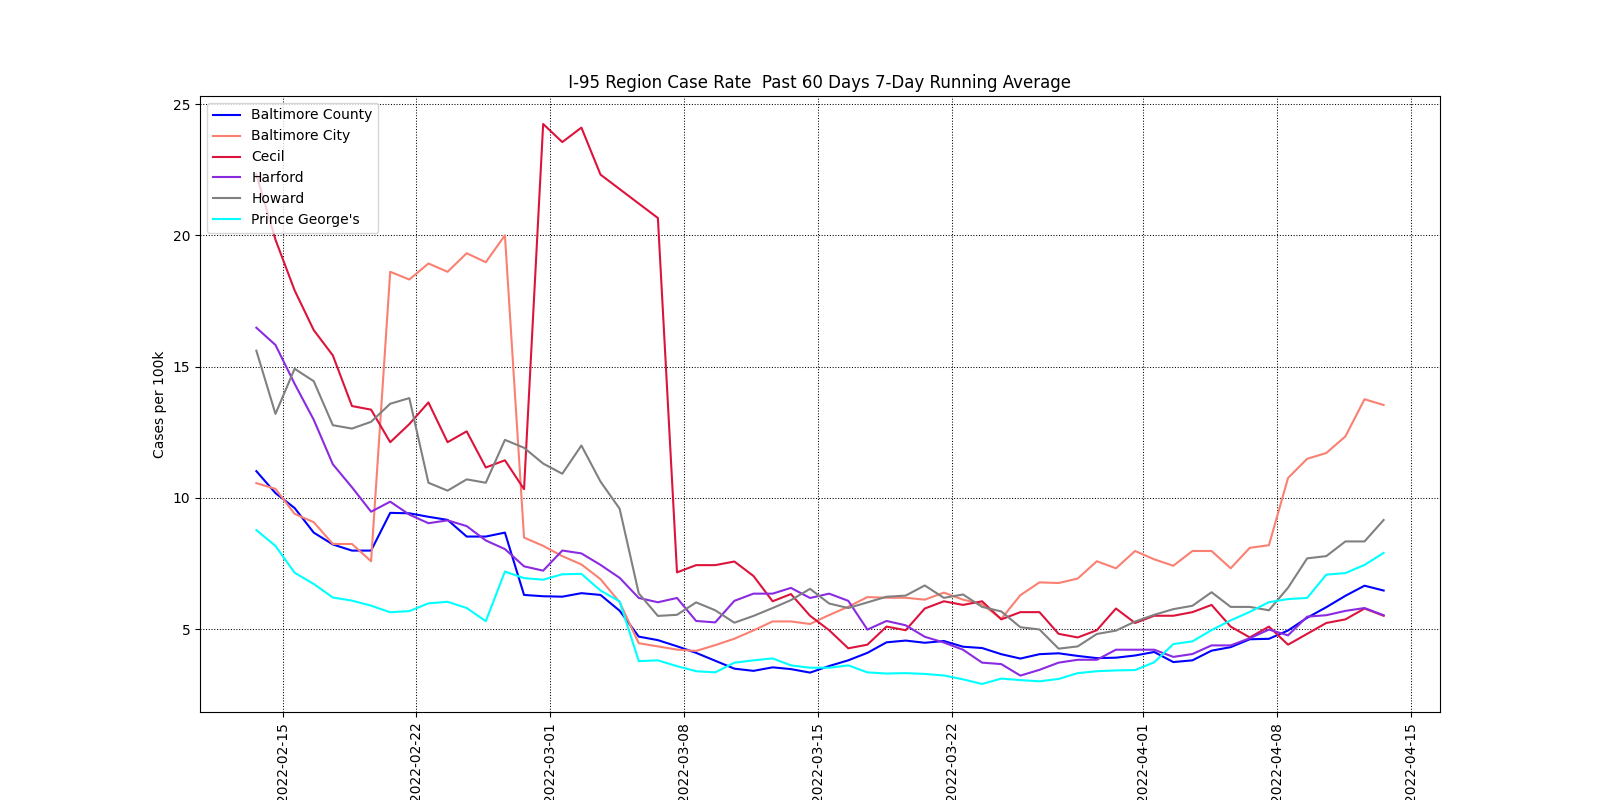 I-95 Region Case Rate  Past 60 Days 7-Day Running Average
Baltimore County
Baltimore City
Cecil
Harford
Howard
Prince George's
Cases per 100k
25
20
15
10
5
2022-02-15
2022-02-22
2022-03-01
2022-03-08
2022-03-15
2022-03-22
2022-04-01
2022-04-08
2022-04-15